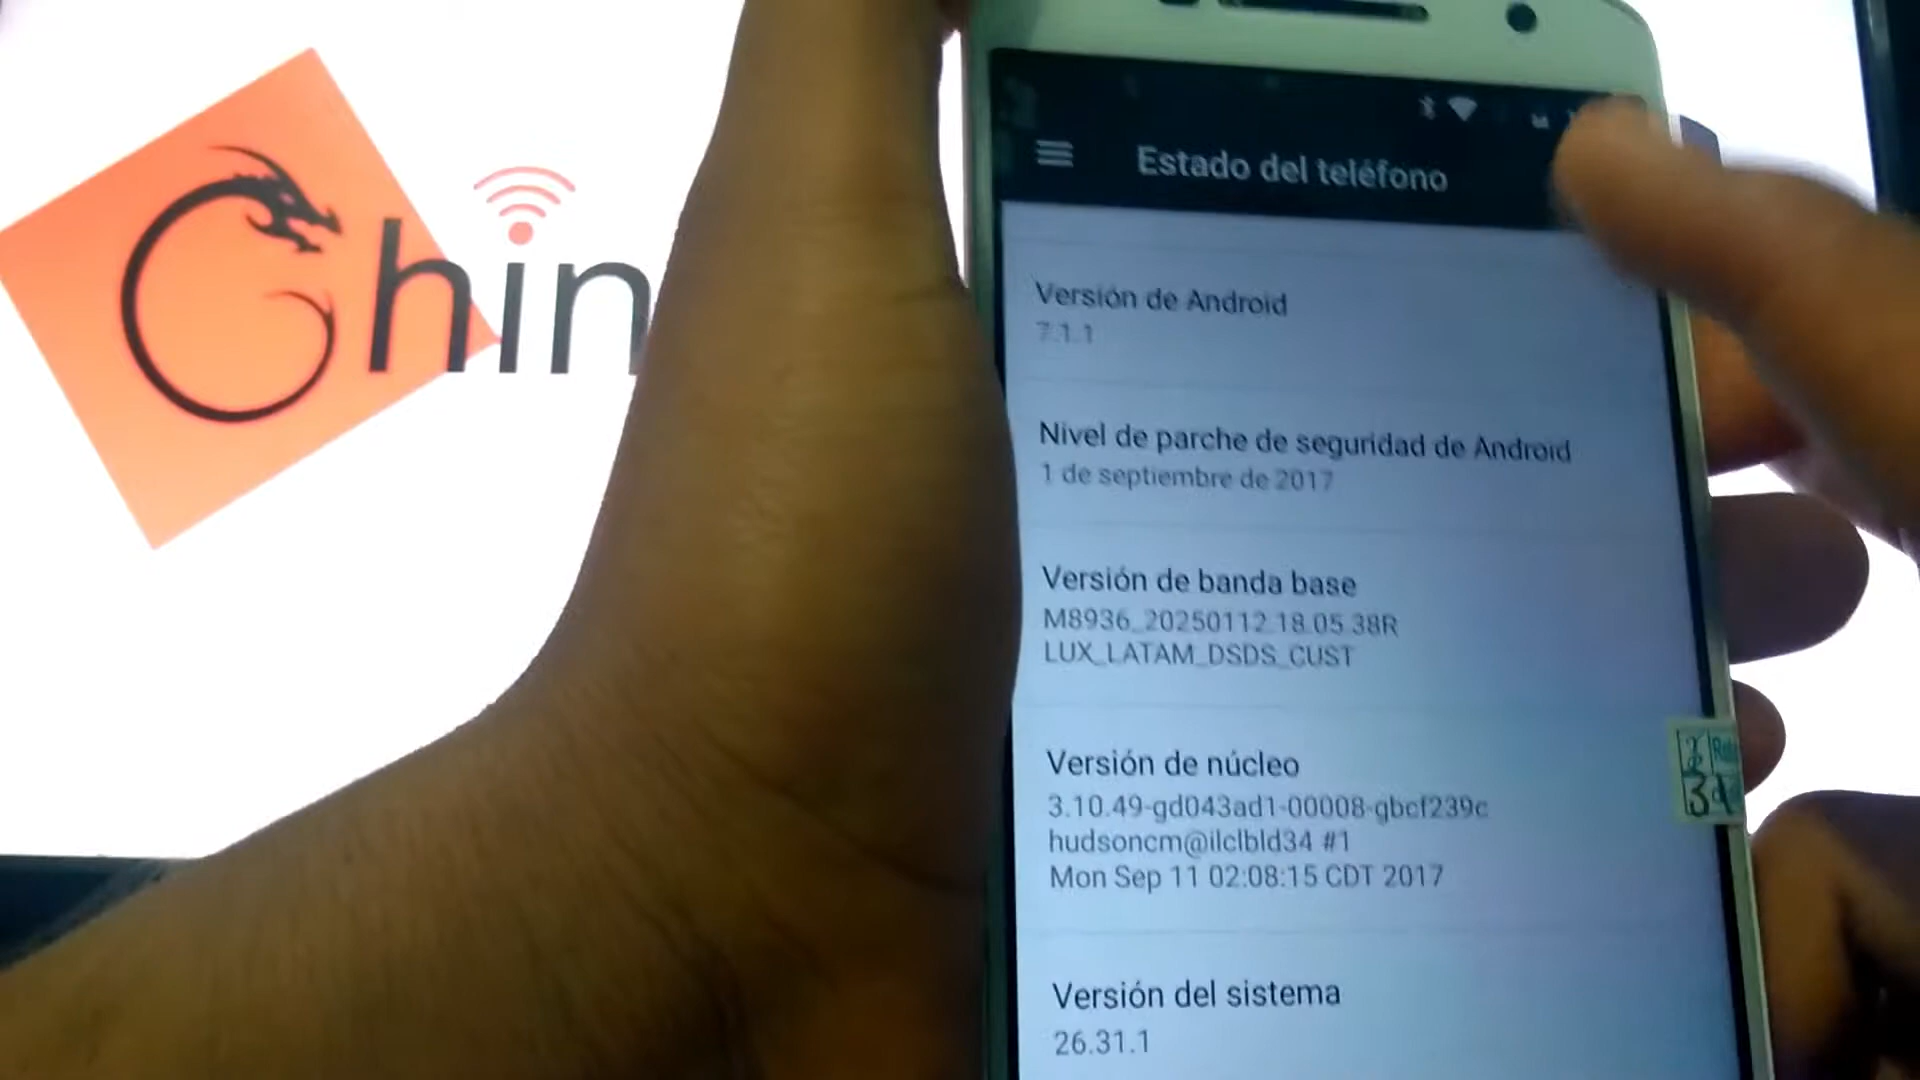 Chin
Estado del teléfono
Versión de Android
7.1.1
Nivel de parche de seguridad de Android
1 de septiembre de 2017
Versión de banda base
M8936_20250112.18.05.38R
LUX_LATAM_DSDS_CUST
Versión de núcleo
3.10.49-gd043ad1-00008-gbcf239c
hudsoncm@ilclbld34 #1
Mon Sep 11 02:08:15 CDT 2017
Versión del sistema
26.31.1